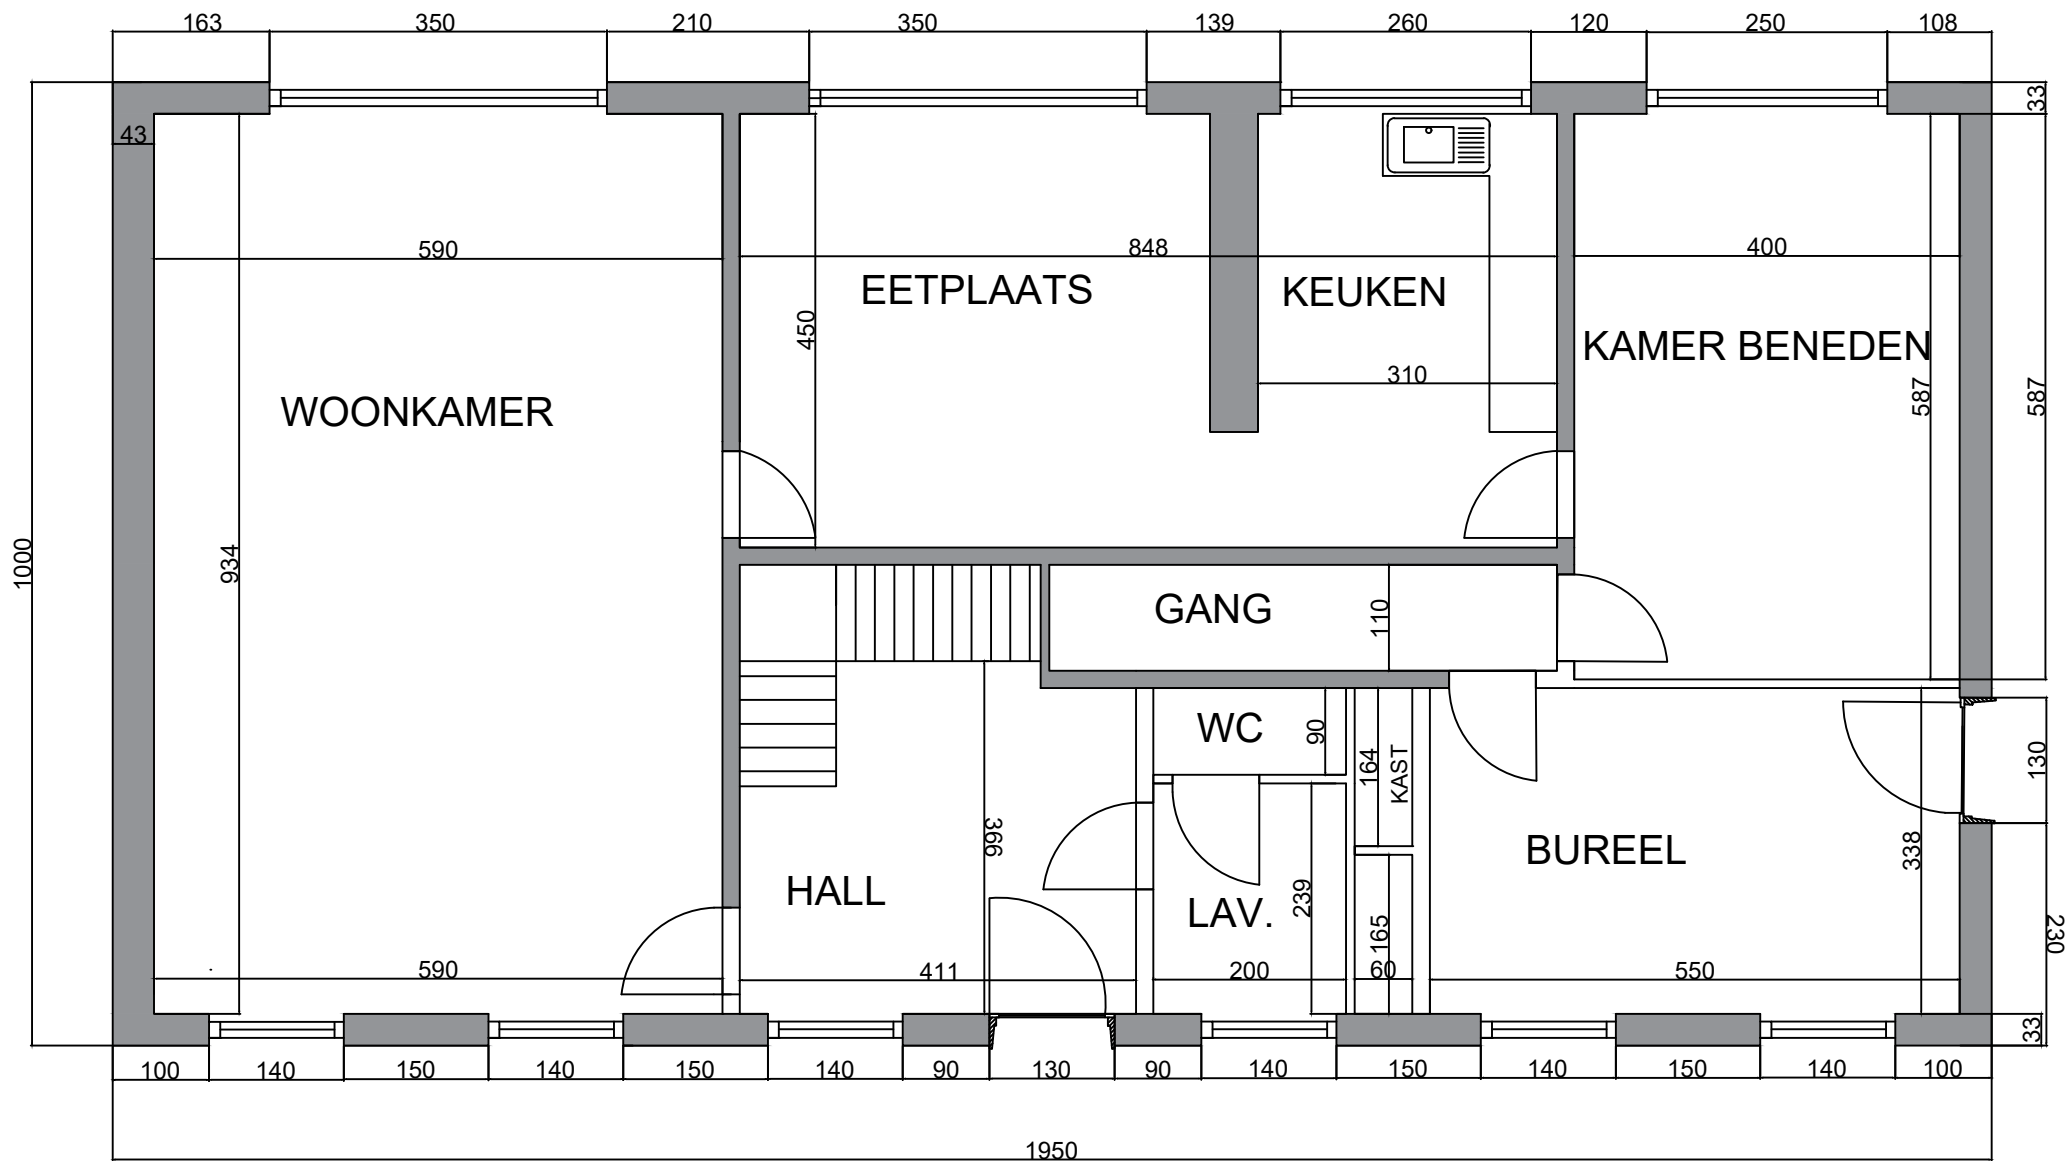 163 350 210 350 139 260 120 250 108
33
43
590 848 400
EETPLAATS KEUKEN
450
KAMER BENEDEN
310
587 587
WOONKAMER
1000 934
GANG 110
WC 90
164 KAST
130
366
BUREEL 338
HALL
LAV. 239
165
230
590 411 200 60 550
33
100 140 150 140 150 140 90 130 90 140 150 140 150 140 100
1950